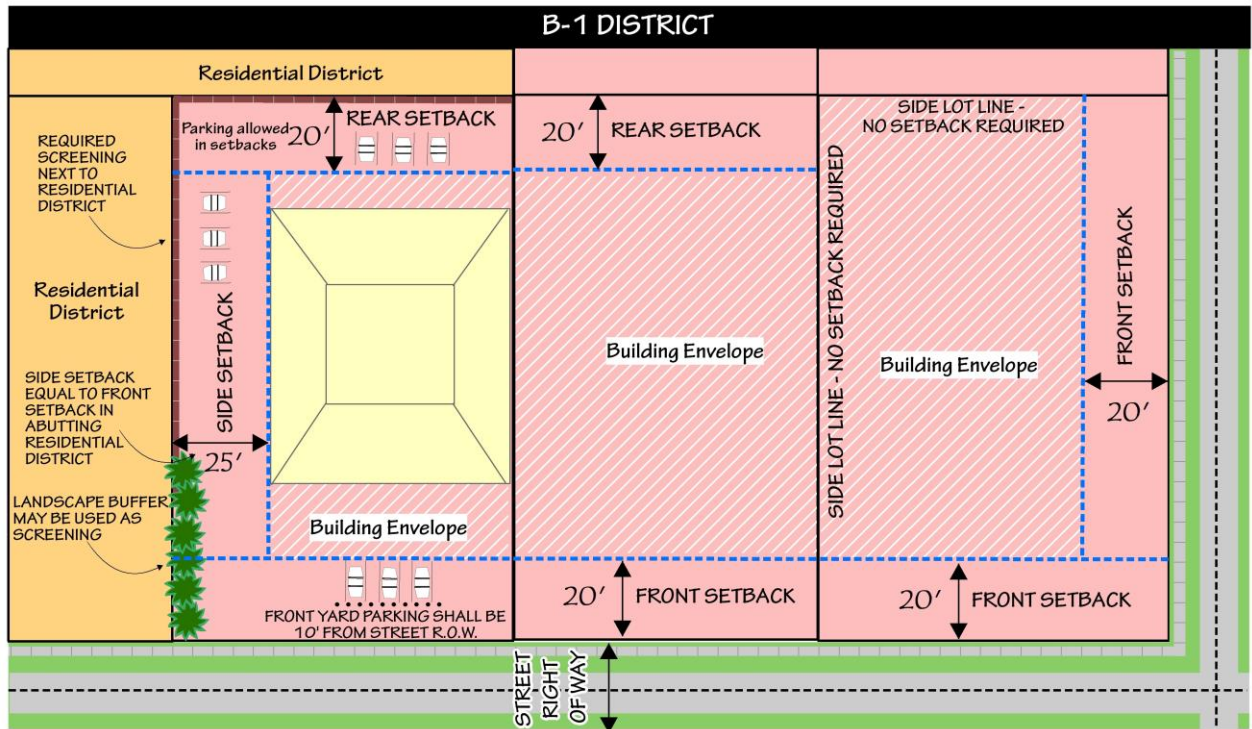 B-1 DISTRICT
Residential District
REQUIRED
SCREENING
NEXT TO
RESIDENTIAL
DISTRICT
Residential
District
SIDE SETBACK
EQUAL TO FRONT
SETBACK IN
ABUTTING
RESIDENTIAL
DISTRICT
LANDSCAPE BUFFER
MAY BE USED AS
SCREENING
Parking allowed
in setbacks
20'
REAR SETBACK
SIDE SETBACK
25'
Building Envelope
FRONT YARD PARKING SHALL BE
10' FROM STREET R.O.W.
20'
REAR SETBACK
Building Envelope
20'
FRONT SETBACK
SIDE LOT LINE -
NO SETBACK REQUIRED
SIDE LOT LINE - NO SETBACK REQUIRED
Building Envelope
FRONT SETBACK
20'
20'
FRONT SETBACK
STREET
RIGHT
OF WAY